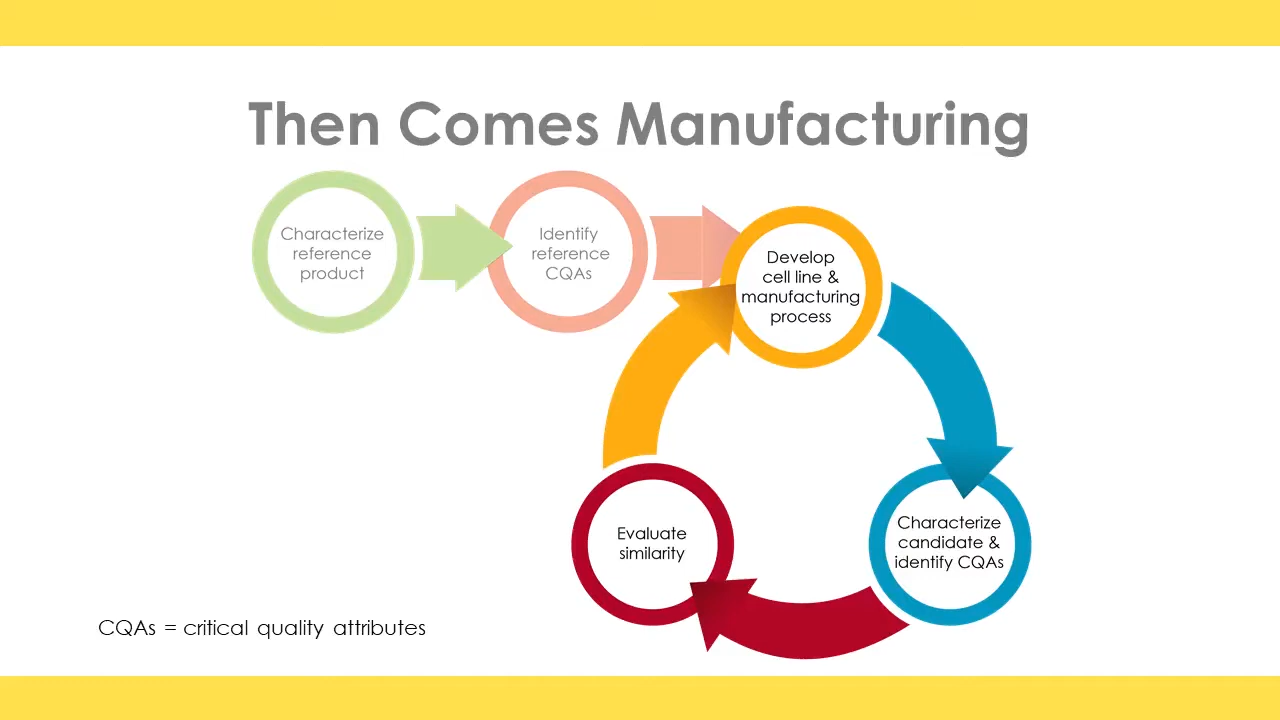 Then Comes Manufacturing
Characterize
reference
product
Identify
reference
CQAs
Develop
cell line &
manufacturing
process
Characterize
candidate &
identify CQAs
Evaluate
similarity
CQAs = critical quality attributes